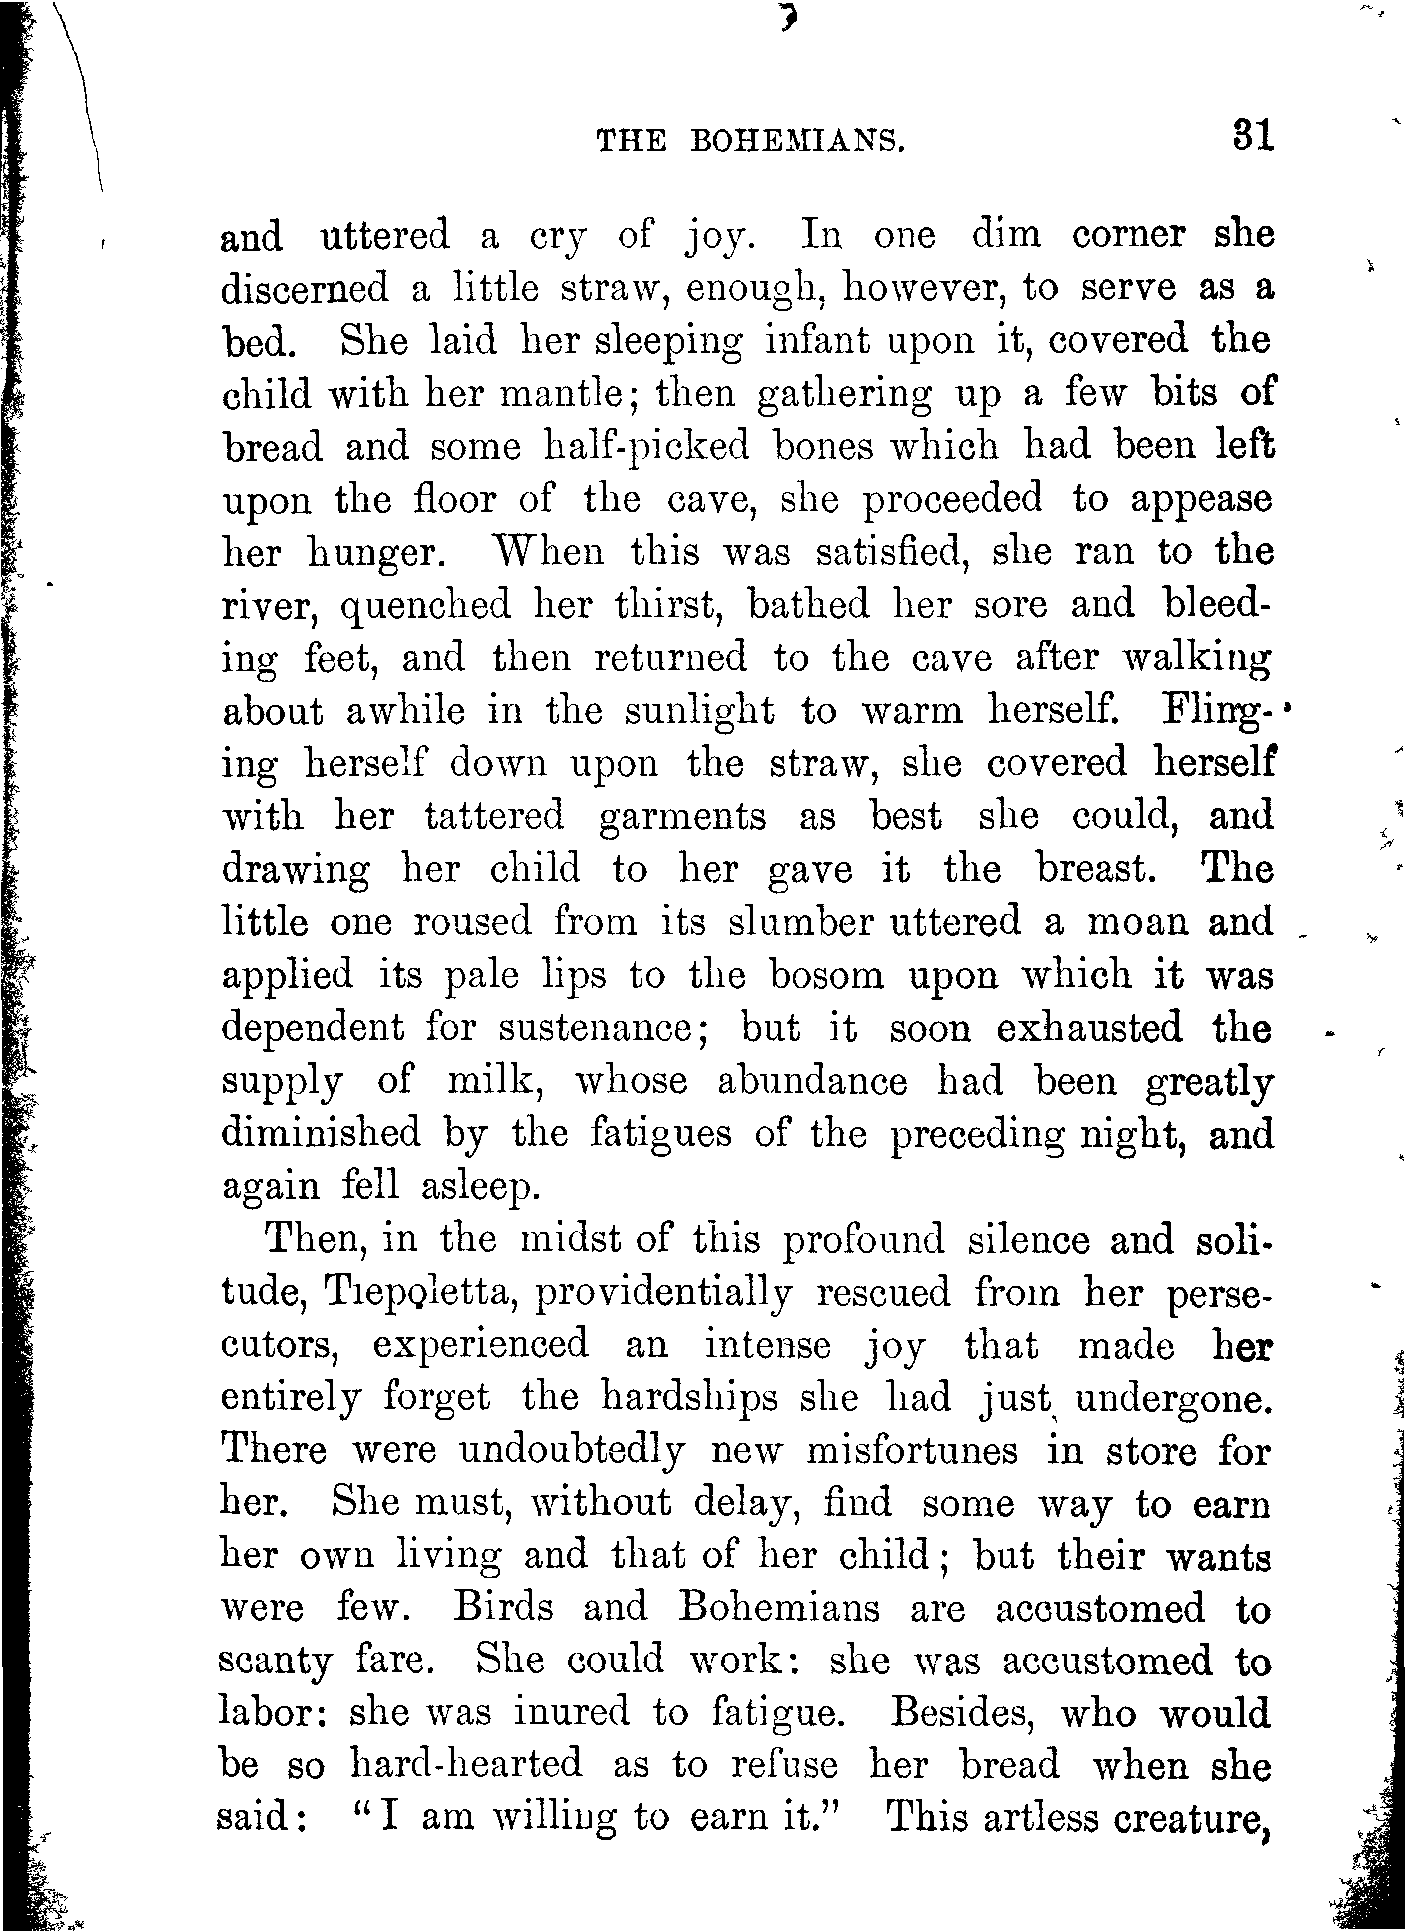 THE BOHEMIANS. 31
and uttered a cry of joy. In one dim corner she
discerned a little straw, enough, however, to serve as a
bed. She laid her sleeping infant upon it, covered the
child with her mantle; then gathering up a few bits of
bread and some half-picked bones which had been left
upon the floor of the cave, she proceeded to appease
her hunger. When this was satisfied, she ran to the
river, quenched her thirst, bathed her sore and bleed-
ing feet, and then returned to the cave after walking
about awhile in the sunlight to warm herself. Fling-
ing herself down upon the straw, she covered herself
with her tattered garments as best she could, and
drawing her child to her gave it the breast. The
little one roused from its slumber uttered a moan and
applied its pale lips to the bosom upon which it was
dependent for sustenance; but it soon exhausted the
supply of milk, whose abundance had been greatly
diminished by the fatigues of the preceding night, and
again fell asleep.
Then, in the midst of this profound silence and soli-
tude, Tiepoletta, providentially rescued from her perse-
cutors, experienced an intense joy that made her
entirely forget the hardships she had just undergone.
There were undoubtedly new misfortunes in store for
her. She must, without delay, find some way to earn
her own living and that of her child; but their wants
were few. Birds and Bohemians are accustomed to
scanty fare. She could work: she was accustomed to
labor: she was inured to fatigue. Besides, who would
be so hard-hearted as to refuse her bread when she
said: "I am willing to earn it." This artless creature,